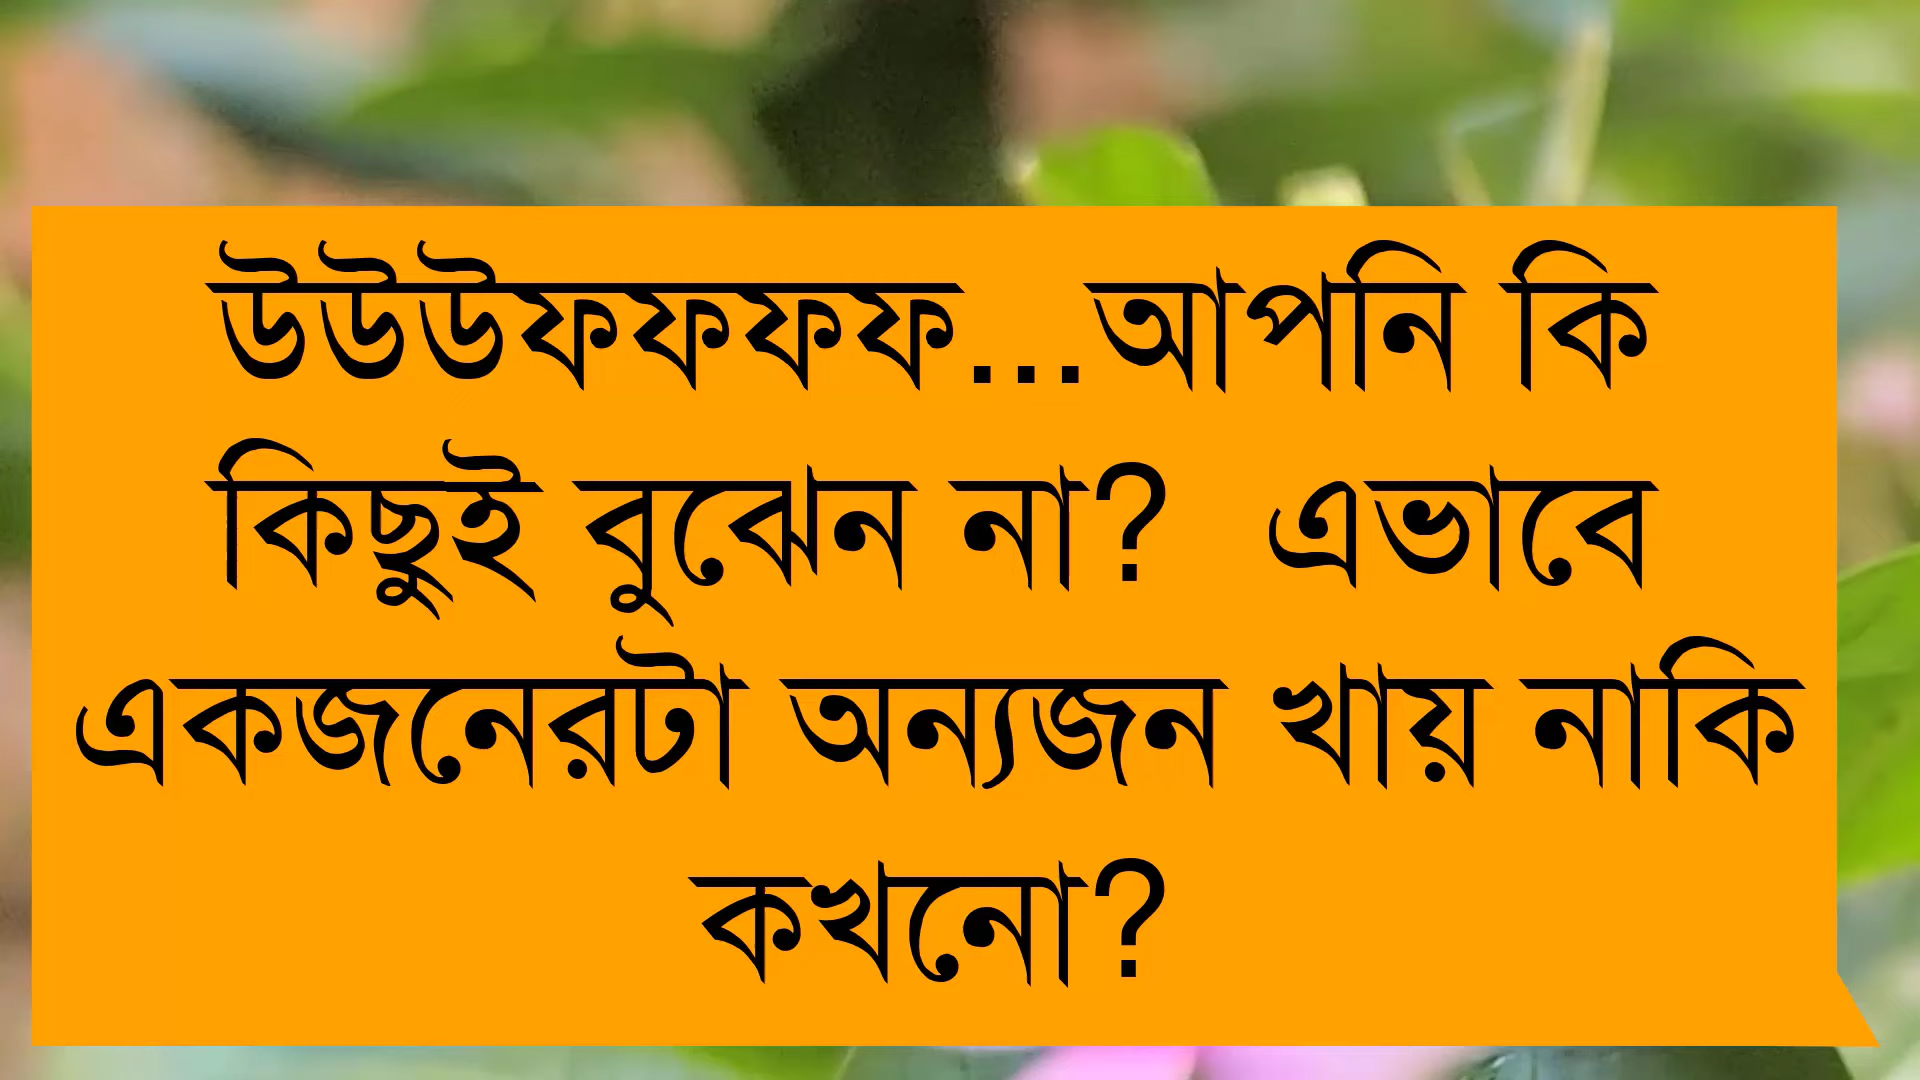 উউউফফফফ...আপনি কি
কিছুই বুঝেন না? এভাবে
একজনেরটা অন্যজন খায় নাকি
কখনো?